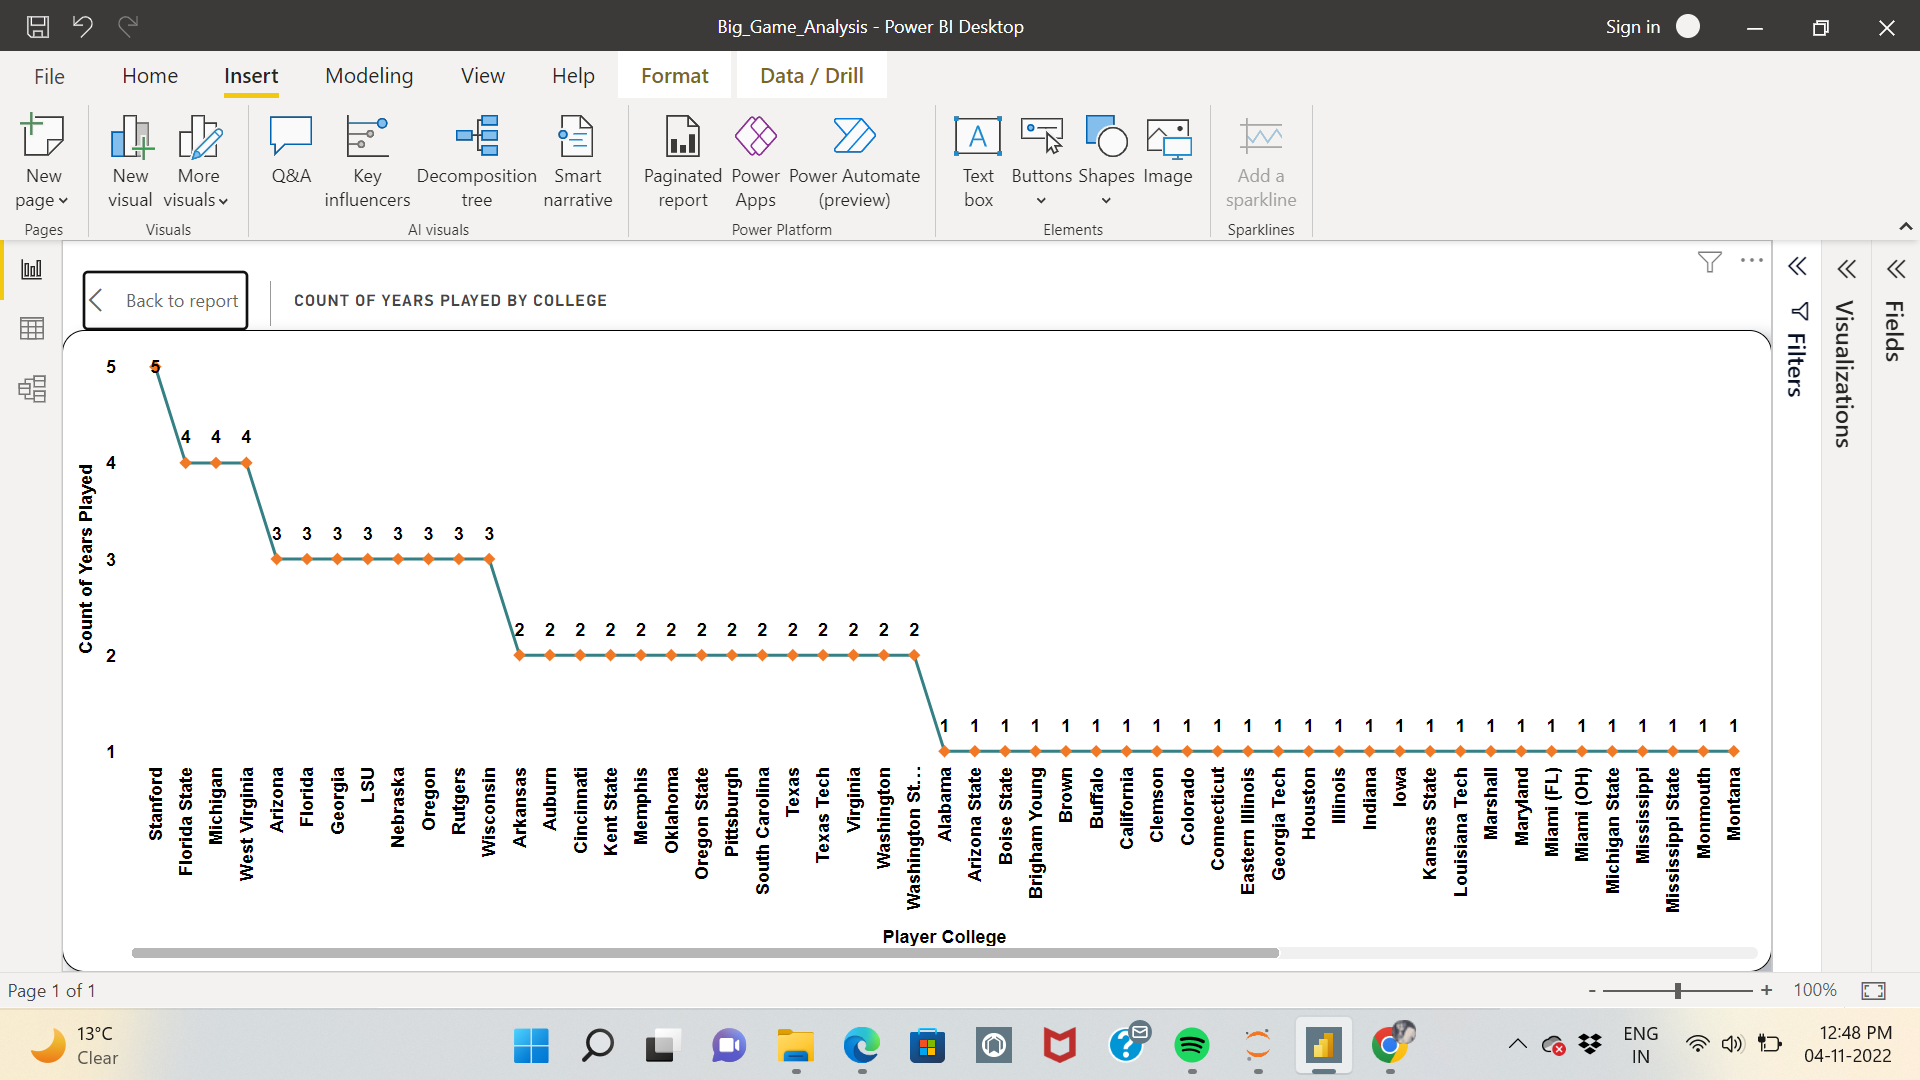 Big_Game_Analysis - Power BI Desktop
Sign in
File Home Insert Modeling View Help Format Data / Drill
New page
New visual
More visuals
Q&A
Key influencers
Decomposition tree
Smart narrative
Paginated report
Power Apps
Power Automate (preview)
Text box
Buttons
Shapes
Image
Add a sparkline
Pages
Visuals
AI visuals
Power Platform
Elements
Sparklines
Back to report
COUNT OF YEARS PLAYED BY COLLEGE
Filters
Visualizations
Fields
Count of Years Played
5
4
3
2
1
5 4 4 4 3 3 3 3 3 3 3 3 2 2 2 2 2 2 2 2 2 2 2 2 2 2 1 1 1 1 1 1 1 1 1 1 1 1 1 1 1 1 1 1 1 1 1 1 1 1 1 1 1
Stanford
Florida State
Michigan
West Virginia
Arizona
Florida
Georgia
LSU
Nebraska
Oregon
Rutgers
Wisconsin
Arkansas
Auburn
Cincinnati
Kent State
Memphis
Oklahoma
Oregon State
Pittsburgh
South Carolina
Texas
Texas Tech
Virginia
Washington
Washington St...
Alabama
Arizona State
Boise State
Brigham Young
Brown
Buffalo
California
Clemson
Colorado
Connecticut
Eastern Illinois
Georgia Tech
Houston
Illinois
Indiana
Iowa
Kansas State
Louisiana Tech
Marshall
Maryland
Miami (FL)
Miami (OH)
Michigan State
Mississippi
Mississippi State
Monmouth
Montana
Player College
Page 1 of 1
- + 100%
13°C
Clear
ENG
IN
12:48 PM
04-11-2022